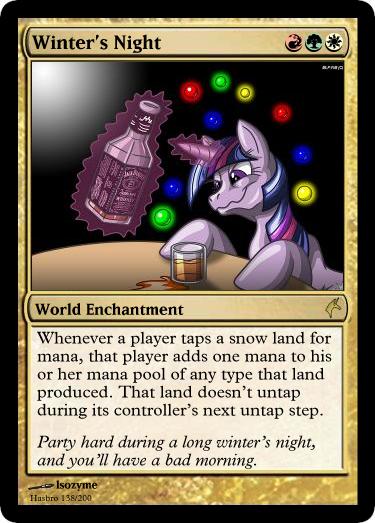 Winter's Night
World Enchantment
Whenever a player taps a snow land for
mana, that player adds one mana to his
or her mana pool of any type that land
produced. That land doesn't untap
during its controller's next untap step.
Party hard during a long winter's night,
and you'll have a bad morning.
Isozyme
Hasbro 138/200